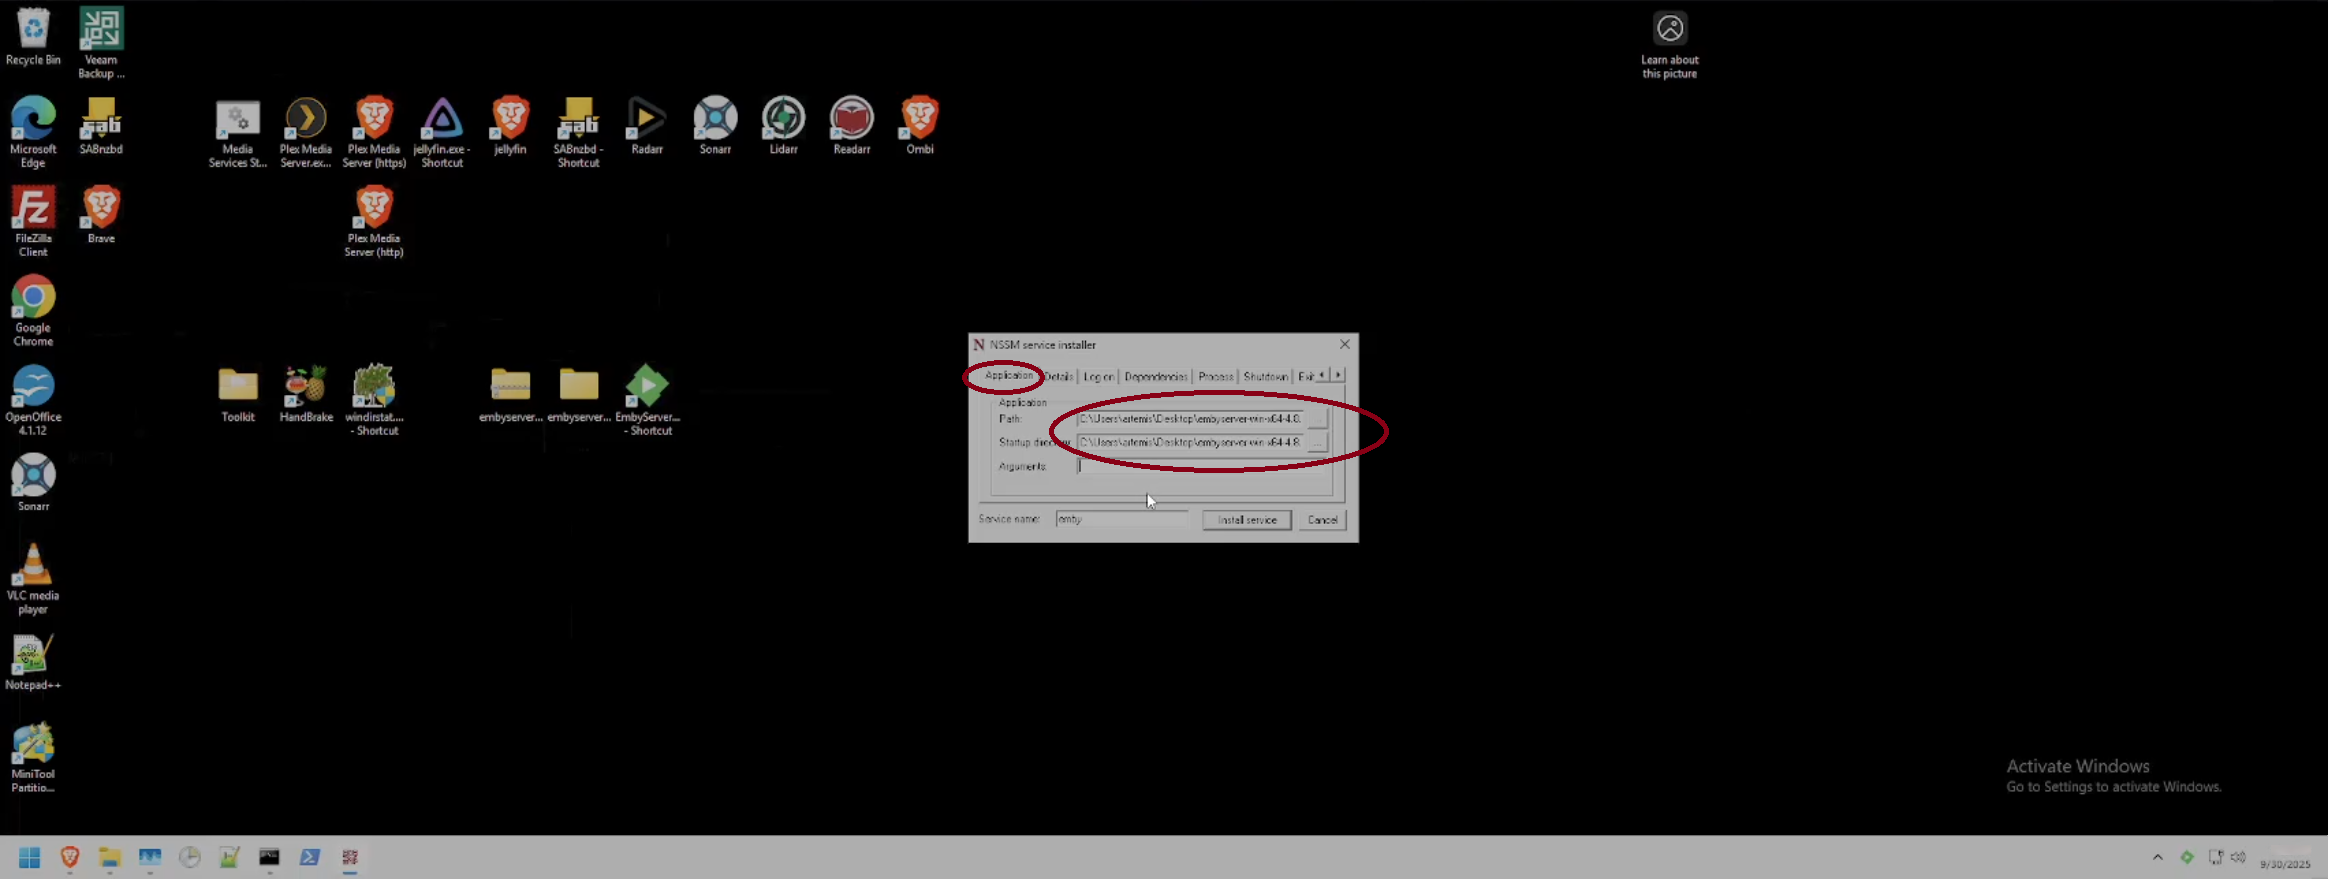 Recycle Bin
Veeam
Backup ...
Learn about
this picture
Microsoft
Edge
SABnzbd
Media
Services St...
Plex Media
Server.ex...
Plex Media
Server (https)
jellyfin.exe -
Shortcut
jellyfin
SABnzbd -
Shortcut
Radarr
Sonarr
Lidarr
Readarr
Ombi
FileZilla
Client
Brave
Plex Media
Server (http)
Google
Chrome
OpenOffice
4.1.12
Toolkit
HandBrake
windirstat....
- Shortcut
embyserver...
embyserver...
EmbyServer...
- Shortcut
Sonarr
VLC media
player
Notepad++
MiniTool
Partitio...
NSSM service installer
Application Details Log on Dependencies Process Shutdown Exit
Application
Path: C:\Users\artemis\Desktop\embyserver-win-x64-4.8.
Startup directory: C:\Users\artemis\Desktop\embyserver-win-x64-4.8.
Arguments:
Service name: emby Install service Cancel
Activate Windows
Go to Settings to activate Windows.
9/30/2025